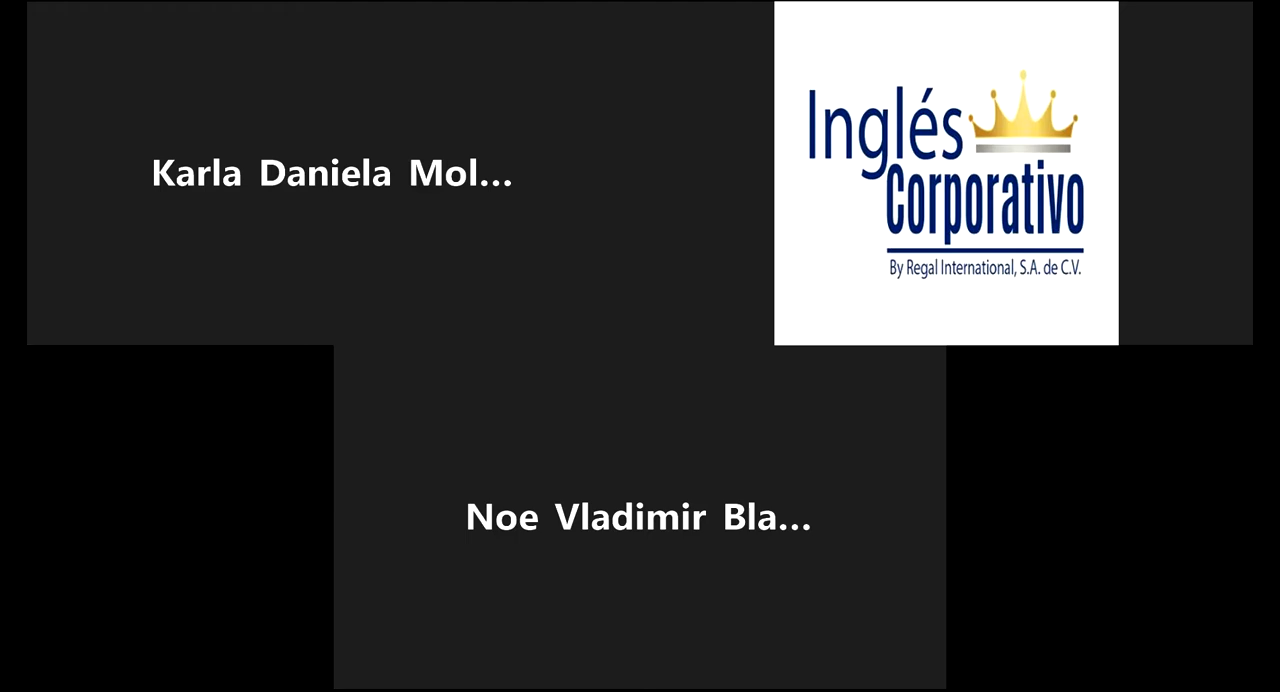 Karla Daniela Mol...
Inglés
Corporativo
By Regal International, S.A. de C.V.
Noe Vladimir Bla...